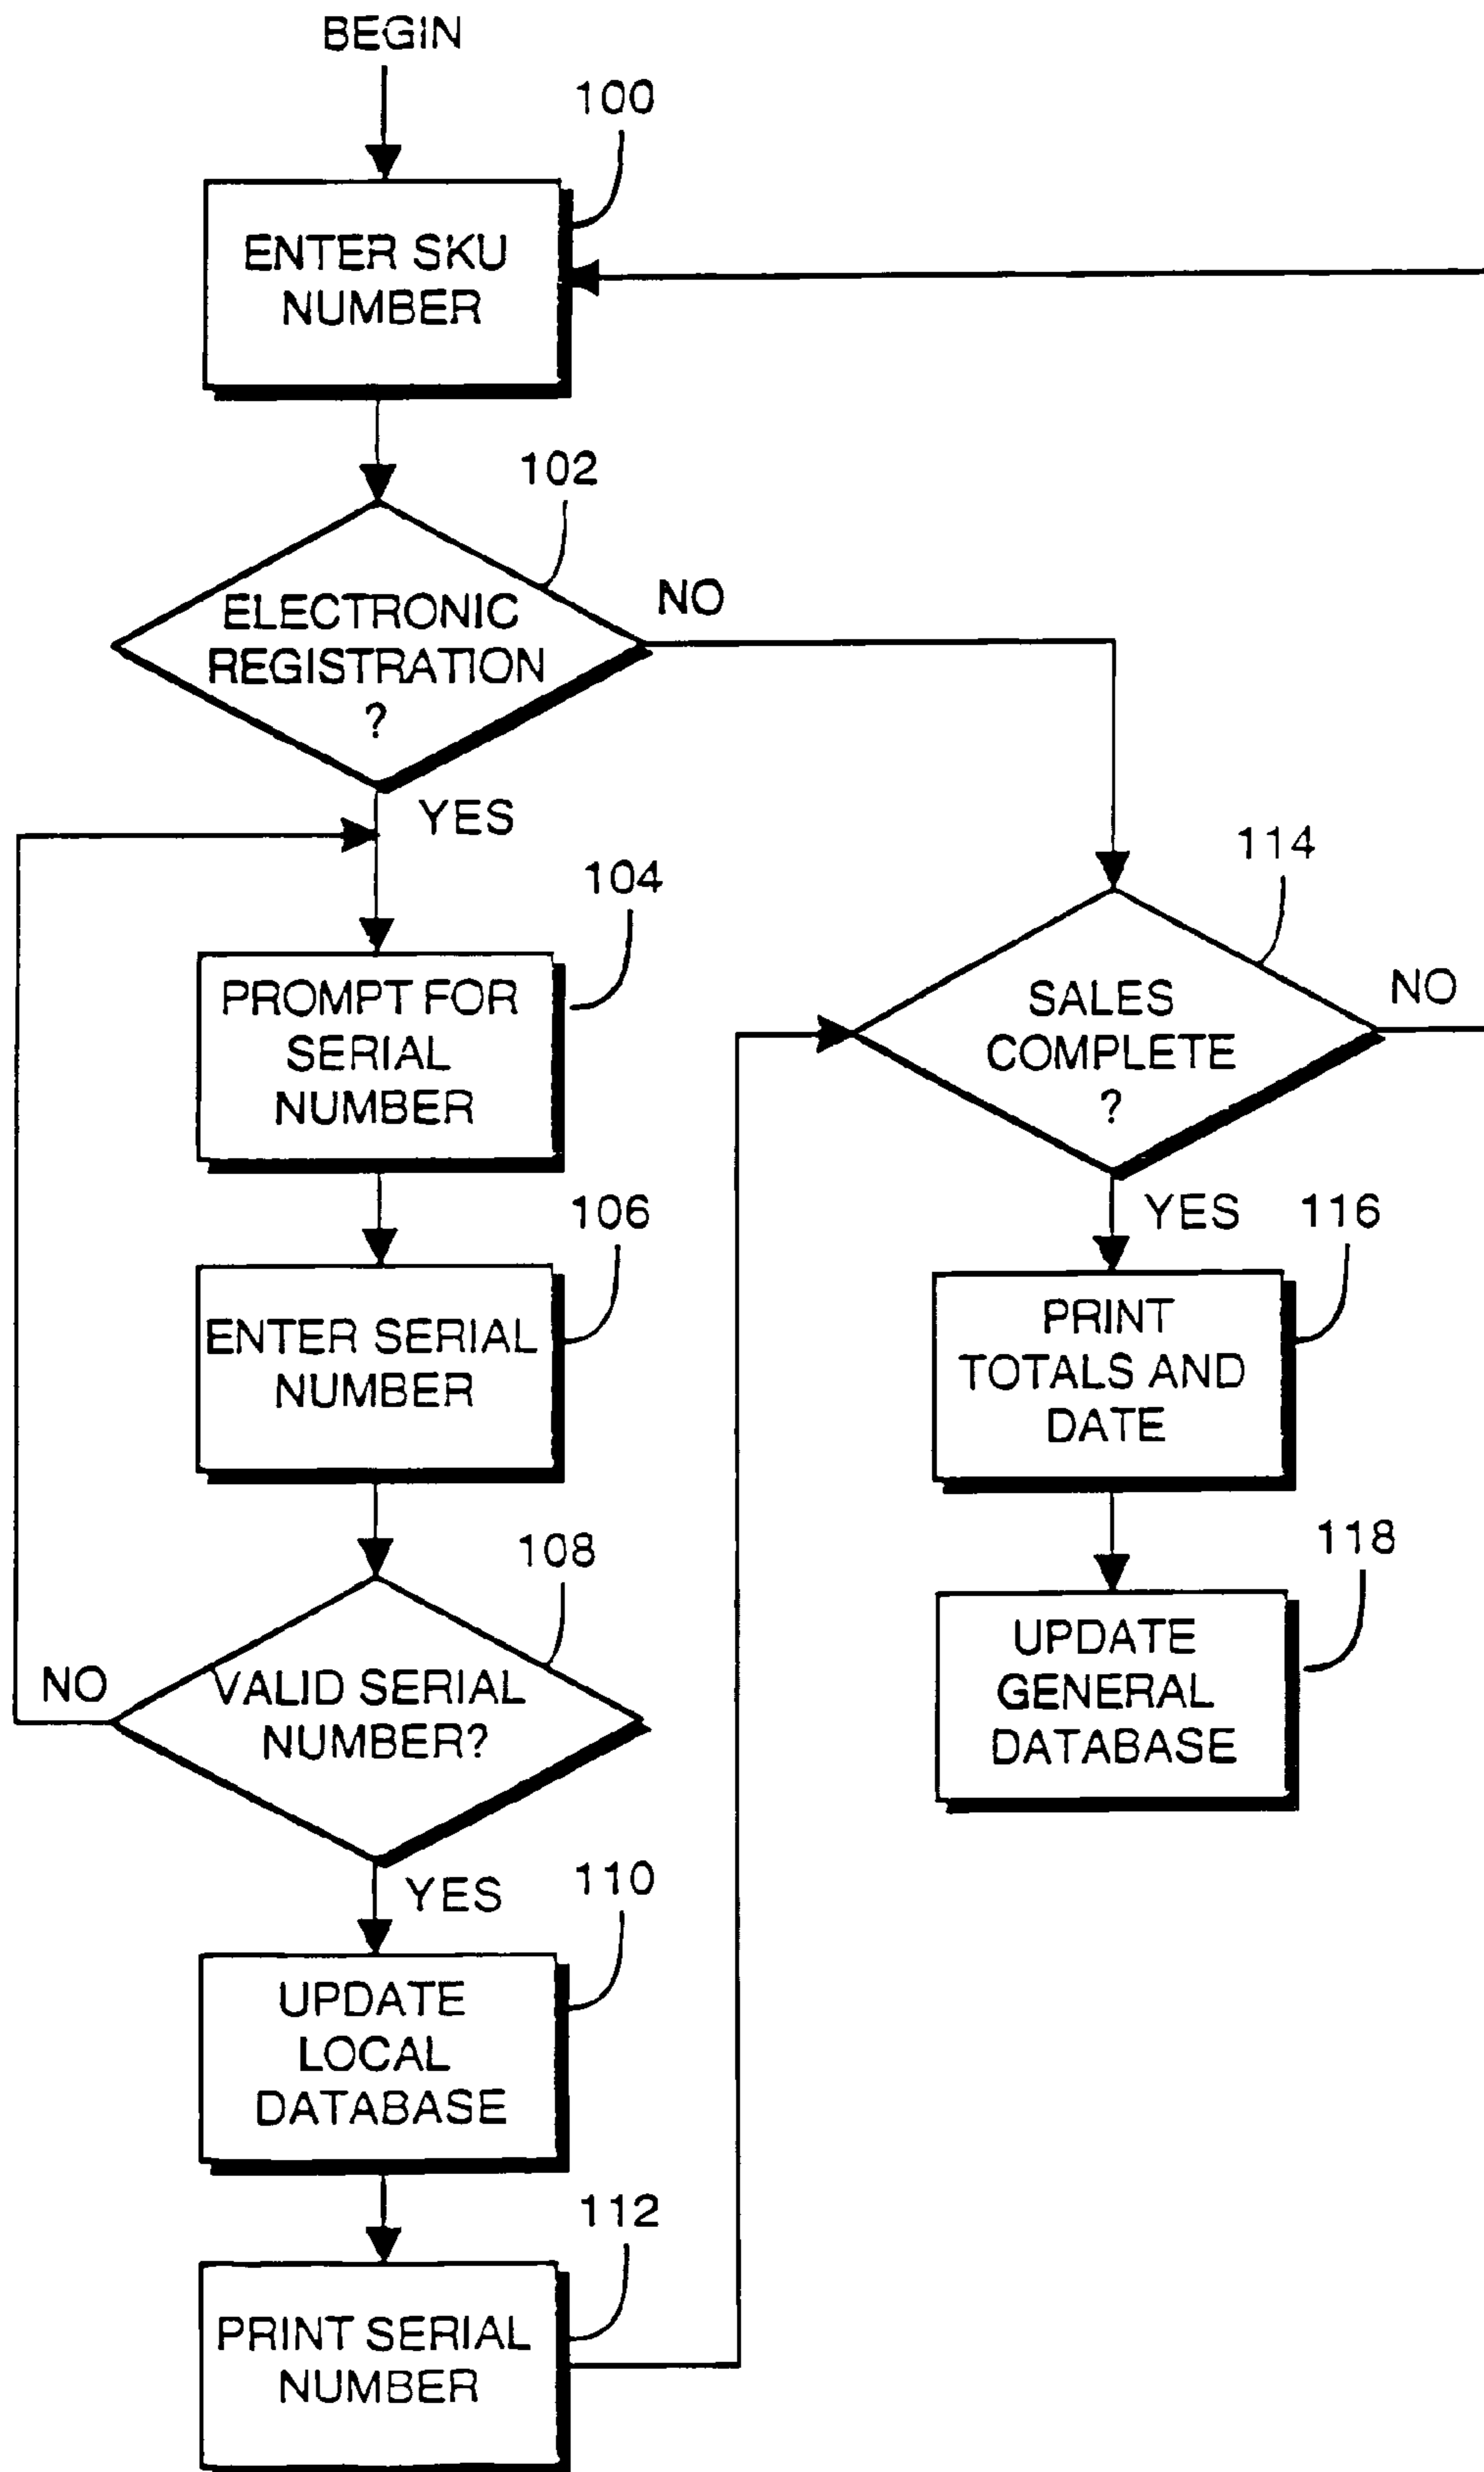 BEGIN
100
ENTER SKU
NUMBER
102
ELECTRONIC
REGISTRATION
?
NO
YES
104
PROMPT FOR
SERIAL
NUMBER
106
ENTER SERIAL
NUMBER
108
VALID SERIAL
NUMBER?
NO
YES
110
UPDATE
LOCAL
DATABASE
112
PRINT SERIAL
NUMBER
114
SALES
COMPLETE
?
NO
YES
116
PRINT
TOTALS AND
DATE
118
UPDATE
GENERAL
DATABASE